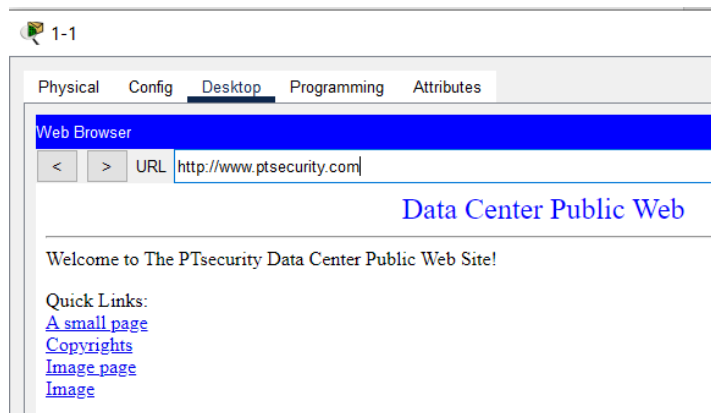 1-1
Physical Config Desktop Programming Attributes
Web Browser
< > URL http://www.ptsecurity.com
Data Center Public Web
Welcome to The PTsecurity Data Center Public Web Site!
Quick Links:
A small page
Copyrights
Image page
Image